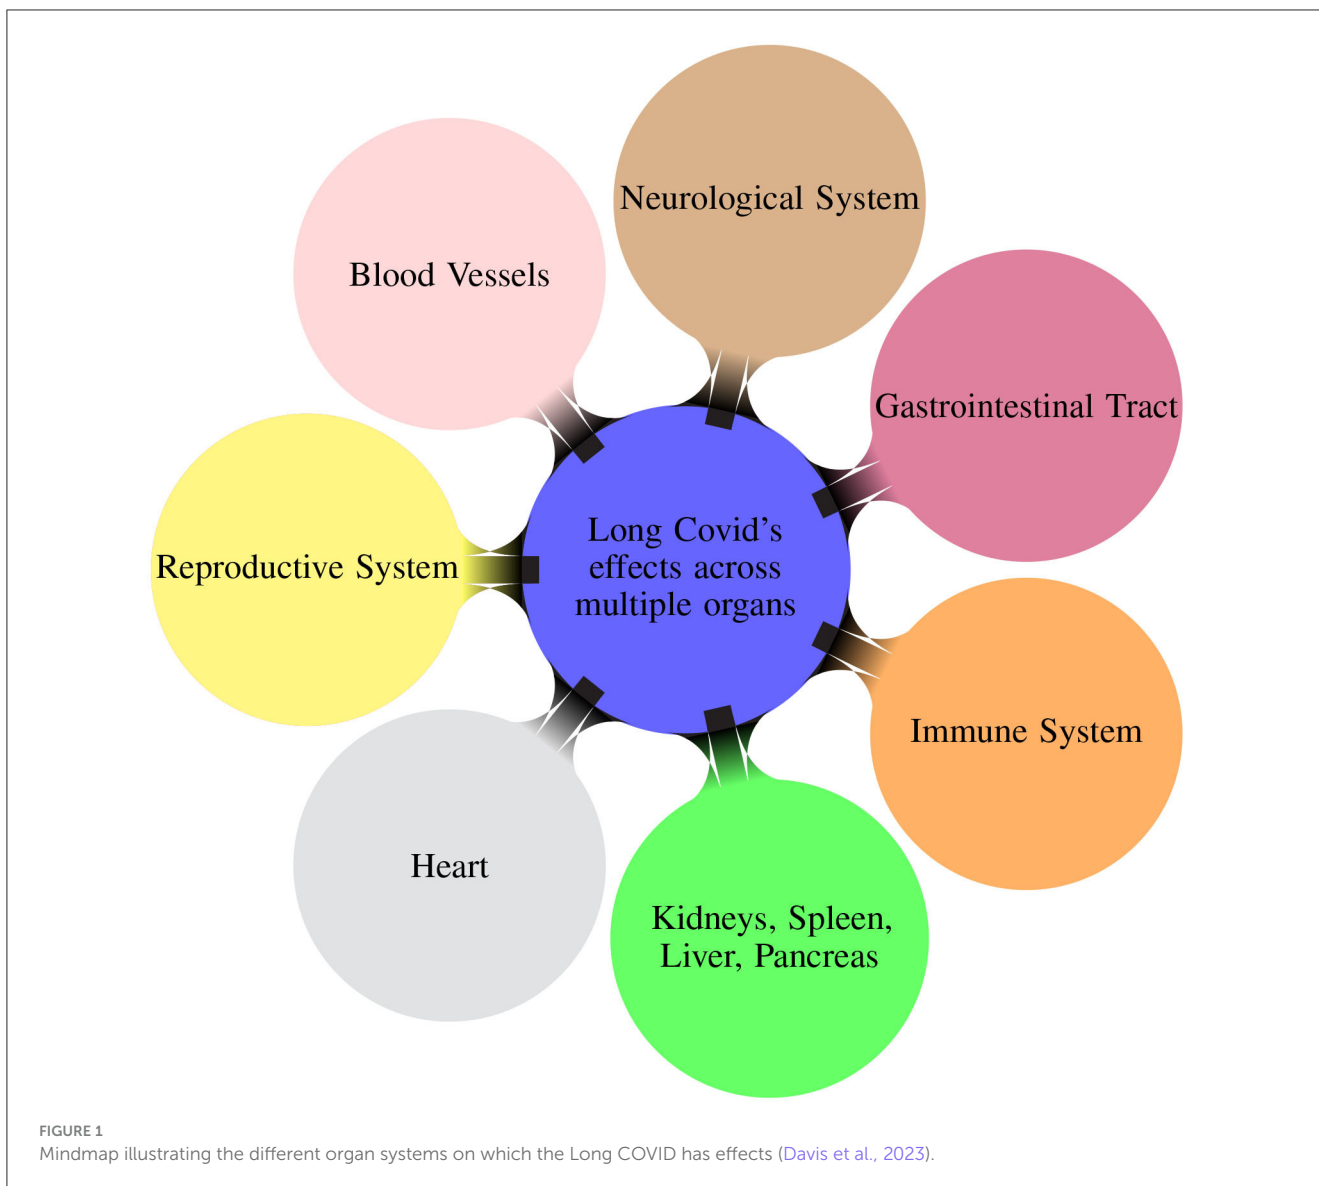 Neurological System
Blood Vessels
Gastrointestinal Tract
Long Covid's
effects across
multiple organs
Reproductive System
Immune System
Heart
Kidneys, Spleen,
Liver, Pancreas
FIGURE 1
Mindmap illustrating the different organ systems on which the Long COVID has effects (Davis et al., 2023).